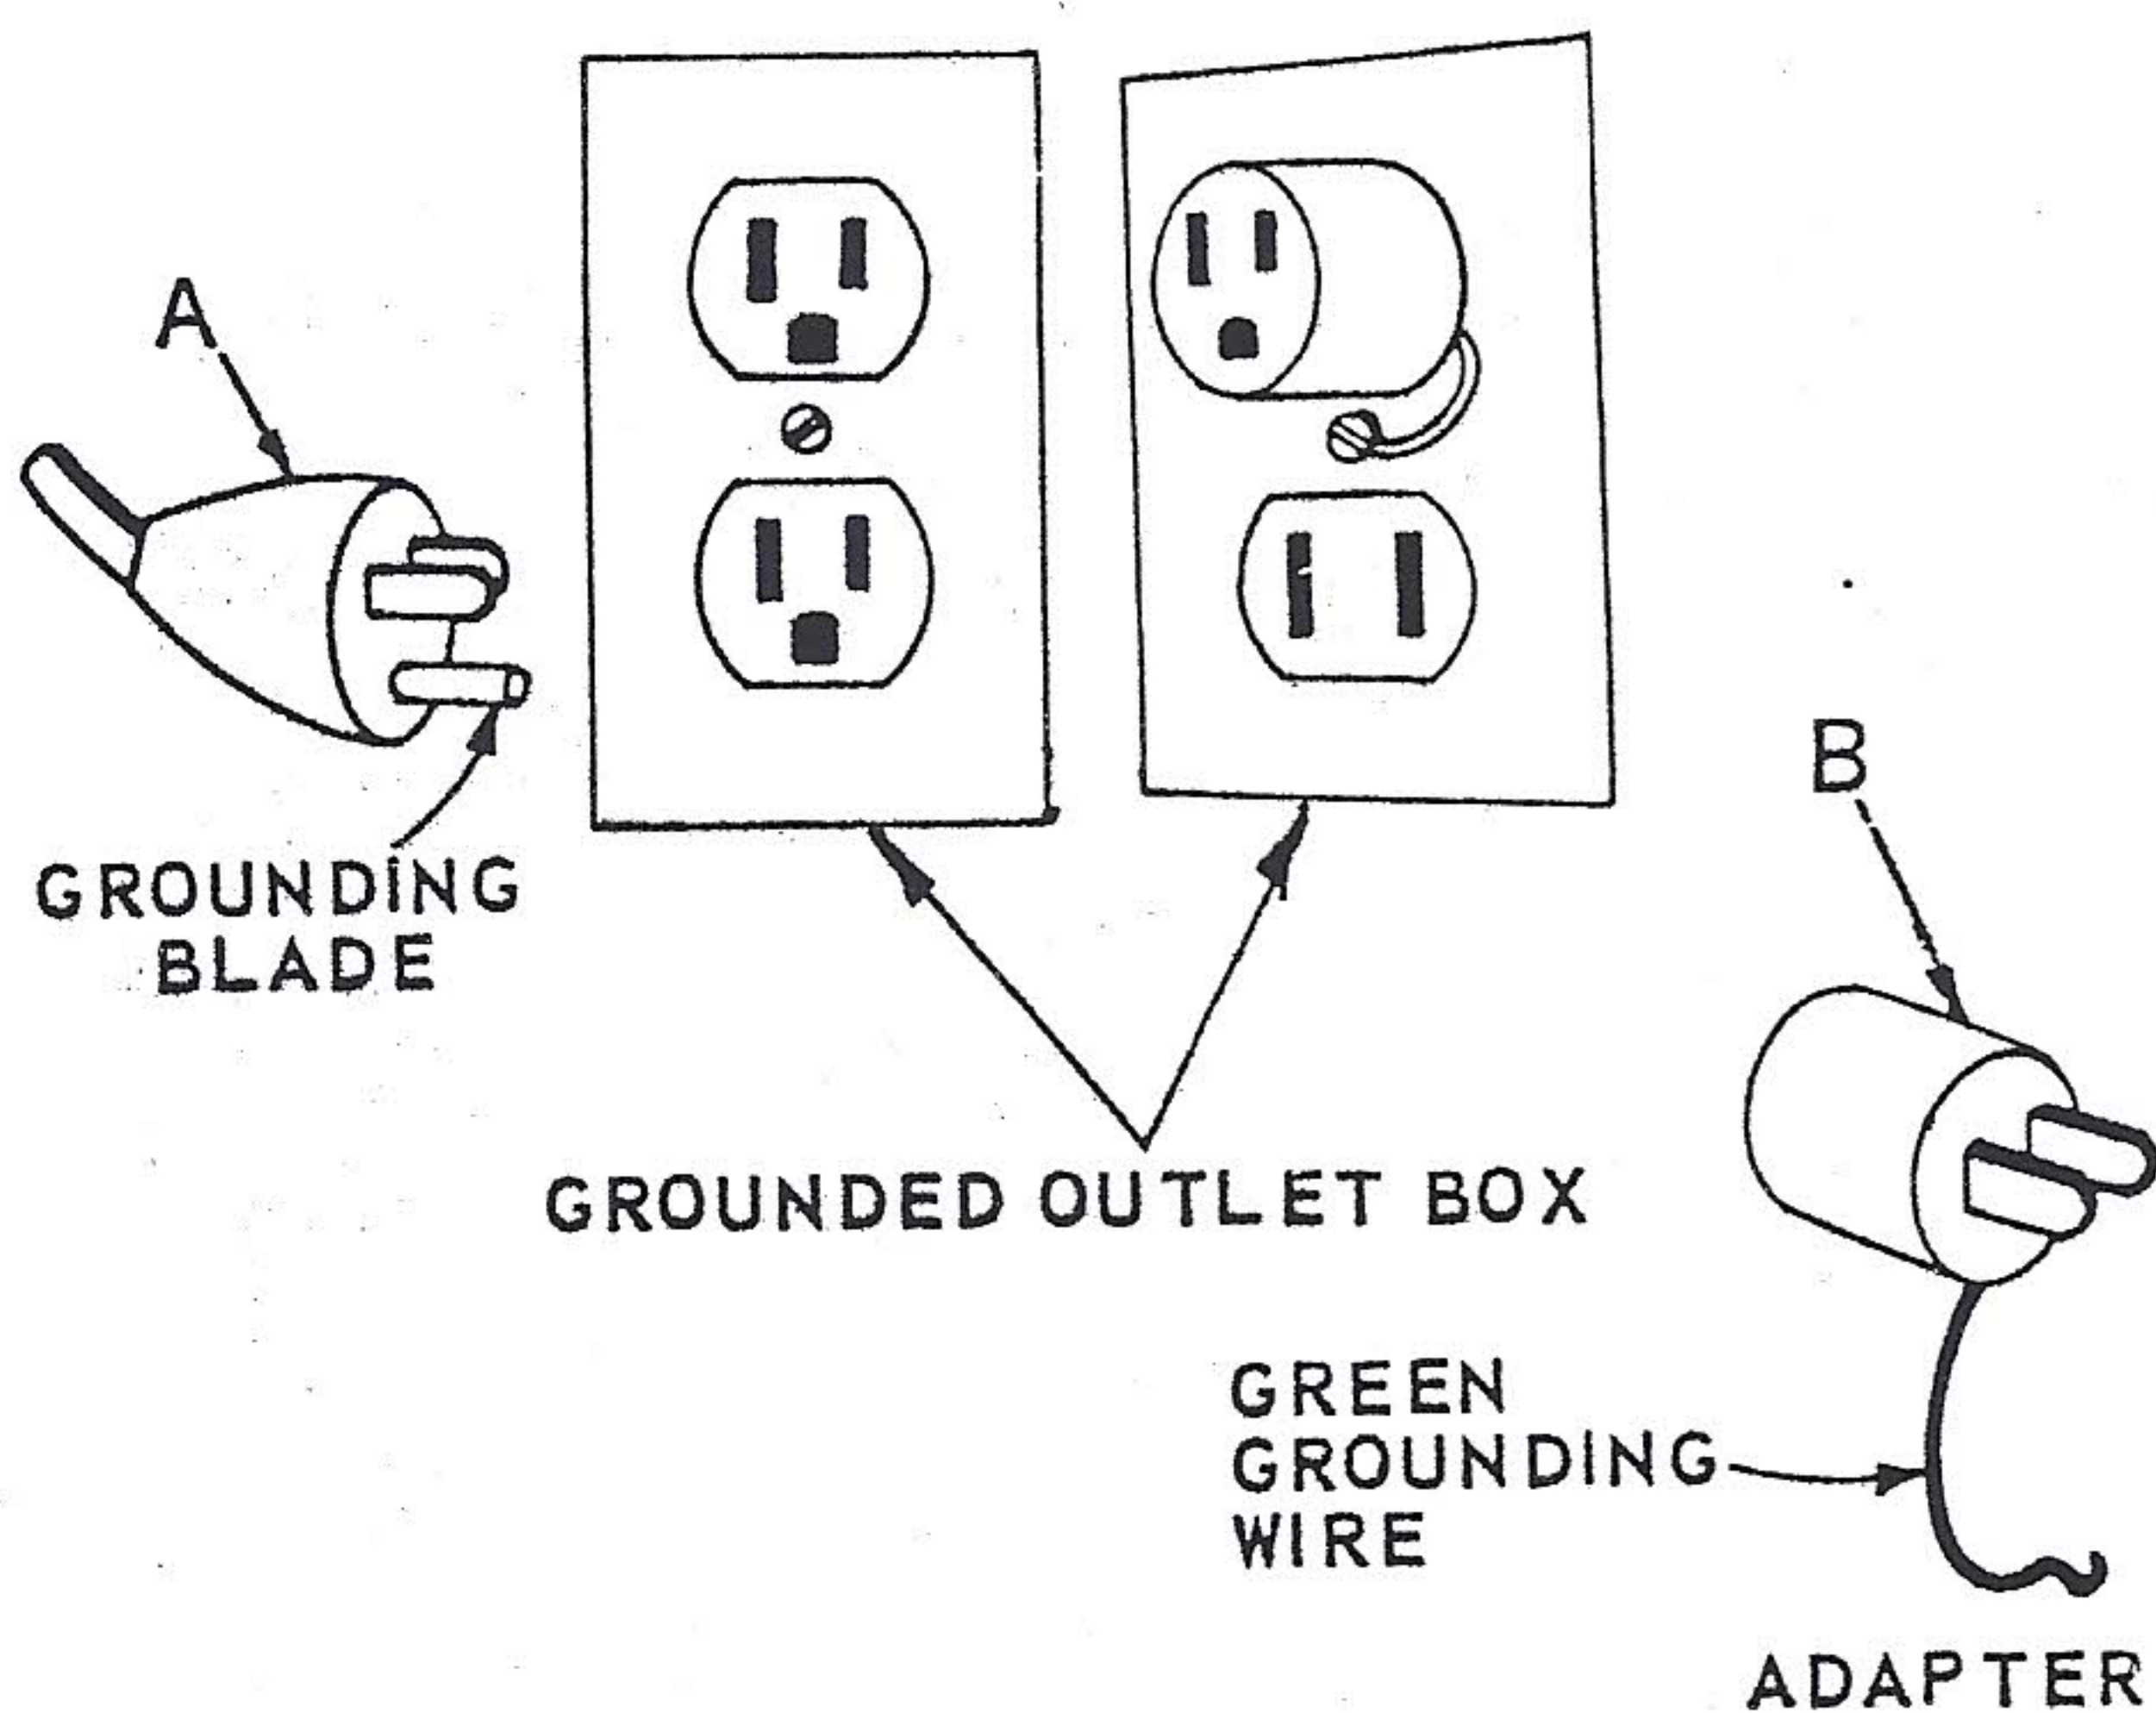 A
GROUNDING
BLADE
B
GROUNDED OUTLET BOX
GREEN
GROUNDING
WIRE
ADAPTER